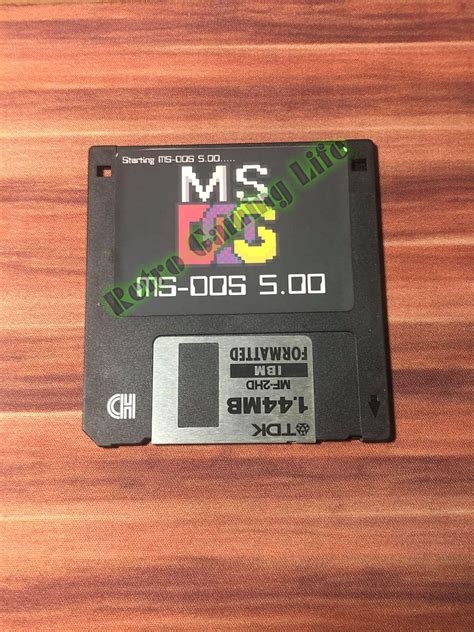 Starting MS-DOS 5.00.....
MS
DOS
MS-DOS 5.00
Retro Gaming Life
HD
FORMATTED
IBM
MF-2HD
1.44MB
TDK